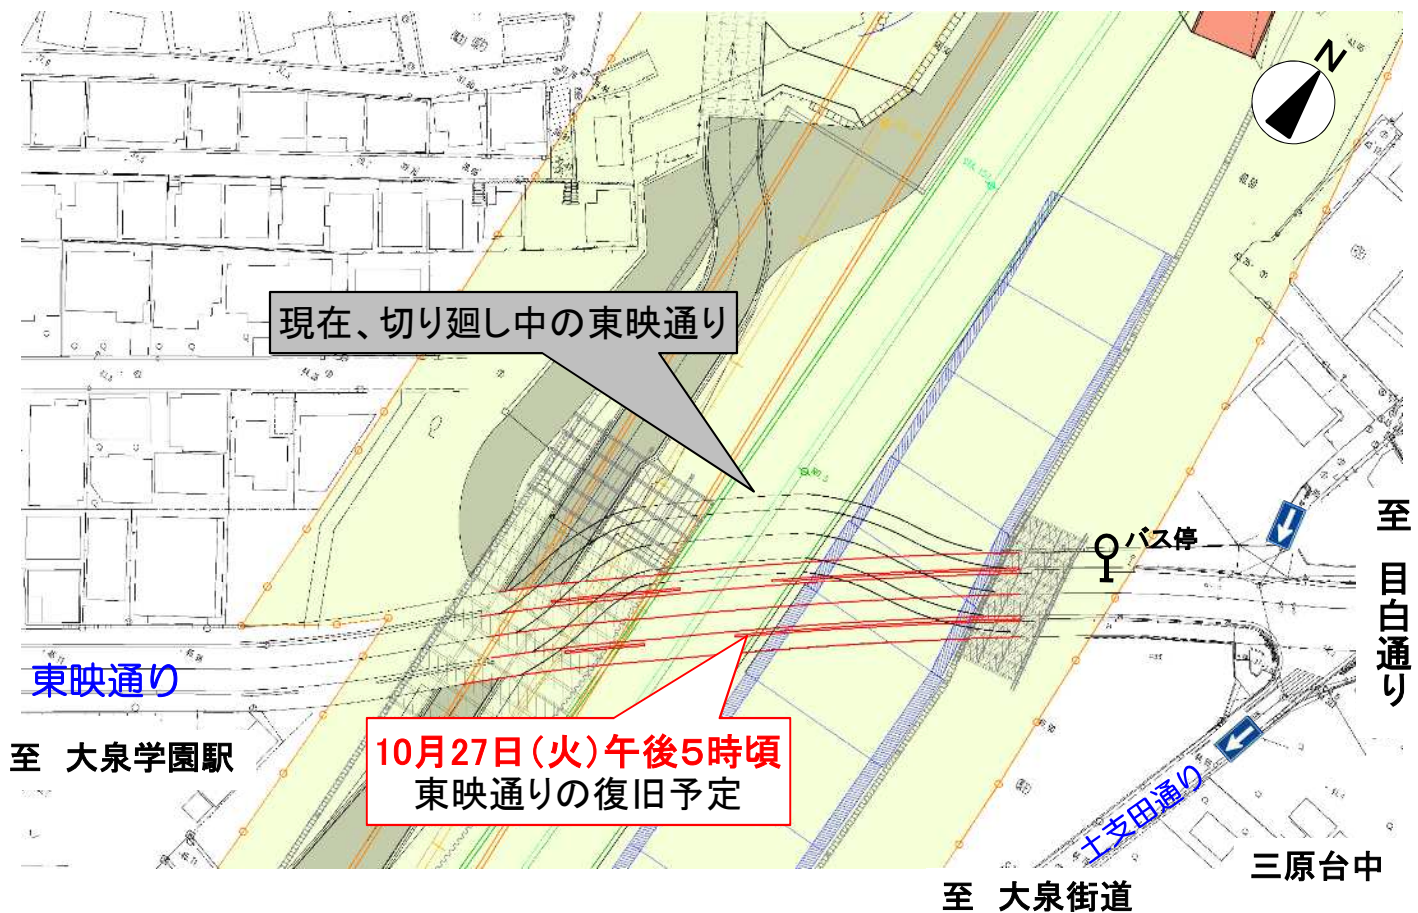 N
現在、切り廻し中の東映通り
バス停
至 目白通り
東映通り
至 大泉学園駅
10月27日（火）午後５時頃
東映通りの復旧予定
土支田通り
三原台中
至 大泉街道